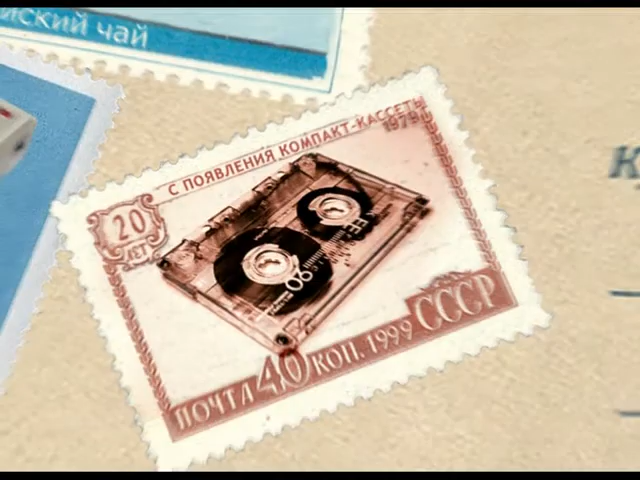 ский чай
С ПОЯВЛЕНИЯ КОМПАКТ-КАССЕТЫ
1979
20
ЛЕТ
90
ПОЧТА 40 КОП. 1999 СССР
К